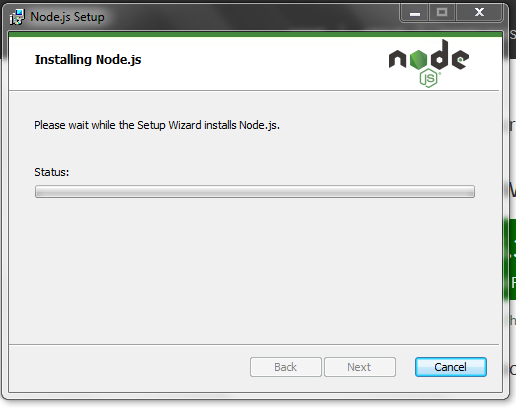 Node.js Setup
Installing Node.js
node
JS
Please wait while the Setup Wizard installs Node.js.
Status:
Back
Next
Cancel